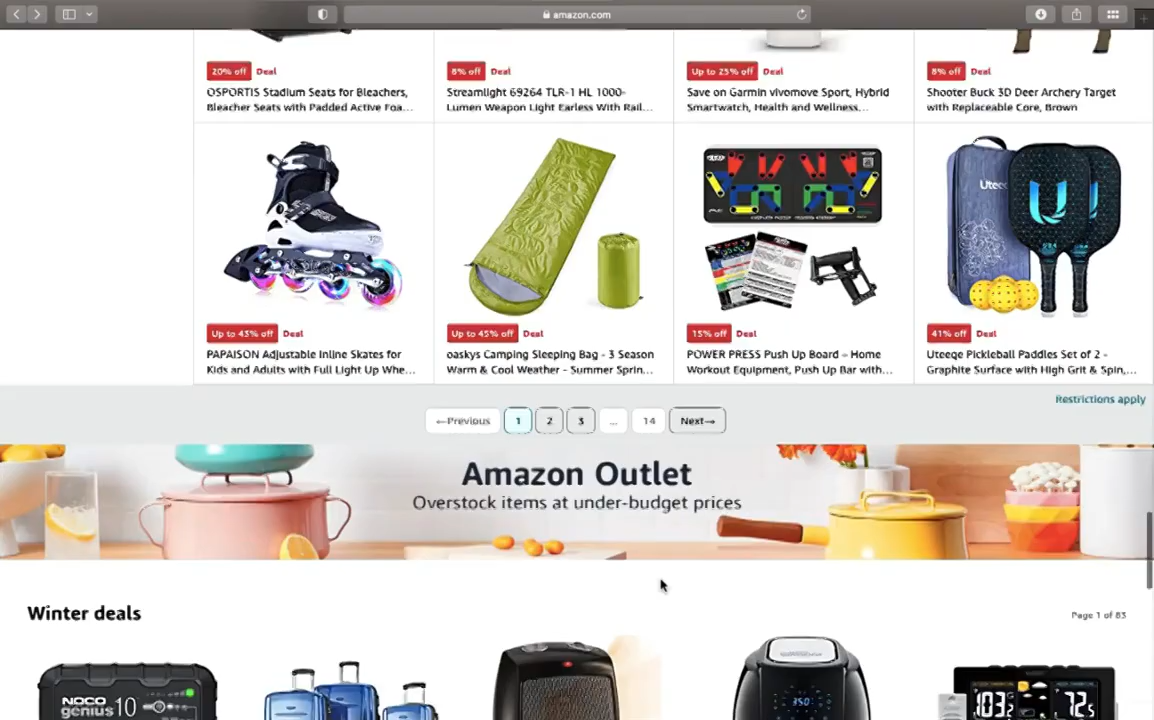 amazon.com
20% off Deal
OSPORTIS Stadium Seats for Bleachers,
Bleacher Seats with Padded Active Foa...
8% off Deal
Streamlight 69264 TLR-1 HL 1000-
Lumen Weapon Light Earless With Rail...
Up to 25% off Deal
Save on Garmin vivomove Sport, Hybrid
Smartwatch, Health and Wellness...
8% off Deal
Shooter Buck 3D Deer Archery Target
with Replaceable Core, Brown
Up to 43% off Deal
PAPAISON Adjustable Inline Skates for
Kids and Adults with Full Light Up Whe...
Up to 45% off Deal
oaskys Camping Sleeping Bag - 3 Season
Warm & Cool Weather - Summer Sprin...
15% off Deal
POWER PRESS Push Up Board – Home
Workout Equipment, Push Up Bar with...
Uteeq
41% off Deal
Uteeqe Pickleball Paddles Set of 2 -
Graphite Surface with High Grit & Spin,...
Restrictions apply
←Previous 1 2 3 ... 14 Next→
Amazon Outlet
Overstock items at under-budget prices
Winter deals
Page 1 of 83
NOCO
genius10
350
103.2 72.5